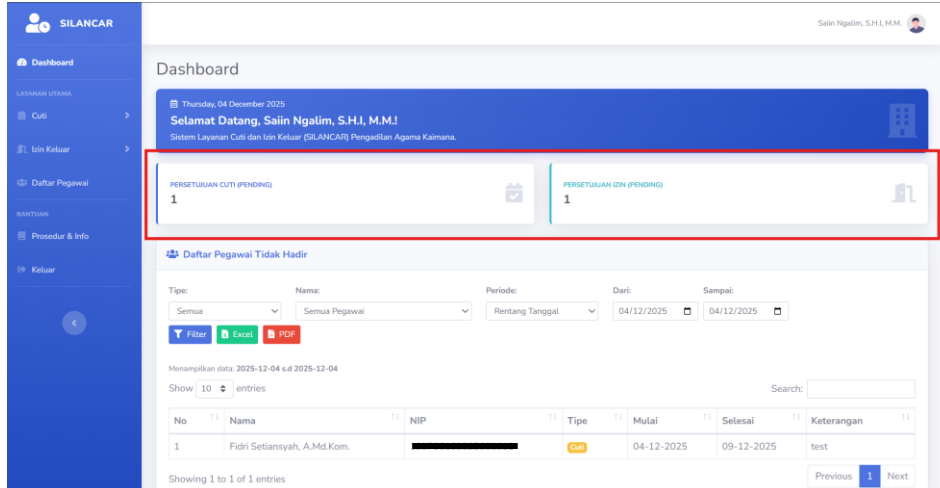 SILANCAR
Saiin Ngalim, S.H.I, M.M.
Dashboard
LAYANAN UTAMA
Cuti
Izin Keluar
Daftar Pegawai
BANTUAN
Prosedur & Info
Keluar
Dashboard
Thursday, 04 December 2025
Selamat Datang, Saiin Ngalim, S.H.I, M.M.!
Sistem Layanan Cuti dan Izin Keluar (SILANCAR) Pengadilan Agama Kaimana.
PERSETUJUAN CUTI (PENDING)
1
PERSETUJUAN IZIN (PENDING)
1
Daftar Pegawai Tidak Hadir
Tipe: Nama: Periode: Dari: Sampai:
Semua Semua Pegawai Rentang Tanggal 04/12/2025 04/12/2025
Filter Excel PDF
Menampilkan data: 2025-12-04 s.d 2025-12-04
Show 10 entries Search:
No Nama NIP Tipe Mulai Selesai Keterangan
1 Fidri Setiansyah, A.Md.Kom. Cuti 04-12-2025 09-12-2025 test
Showing 1 to 1 of 1 entries Previous 1 Next